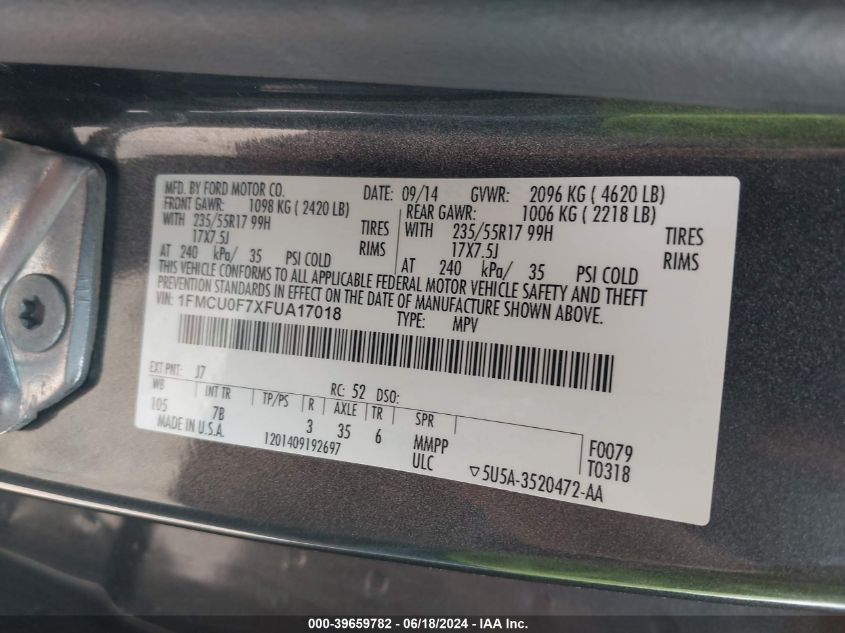 MFD. BY FORD MOTOR CO. DATE: 09/14 GVWR: 2096 KG ( 4620 LB)
FRONT GAWR: 1098 KG ( 2420 LB) REAR GAWR: 1006 KG ( 2218 LB)
WITH 235/55R17 99H TIRES WITH 235/55R17 99H TIRES
17X7.5J RIMS 17X7.5J RIMS
AT 240 kPa/ 35 PSI COLD AT 240 kPa/ 35 PSI COLD
THIS VEHICLE CONFORMS TO ALL APPLICABLE FEDERAL MOTOR VEHICLE SAFETY AND THEFT
PREVENTION STANDARDS IN EFFECT ON THE DATE OF MANUFACTURE SHOWN ABOVE.
VIN: 1FMCU0F7XFUA17018 TYPE: MPV
EXT PNT: J7 RC: 52 DSO:
WB INT TR TP/PS R AXLE TR SPR
105 7B 3 35 6 MMPP F0079
MADE IN U.S.A. 1201409192697 ULC T0318
5U5A-3520472-AA
000-39659782 - 06/18/2024 - IAA Inc.